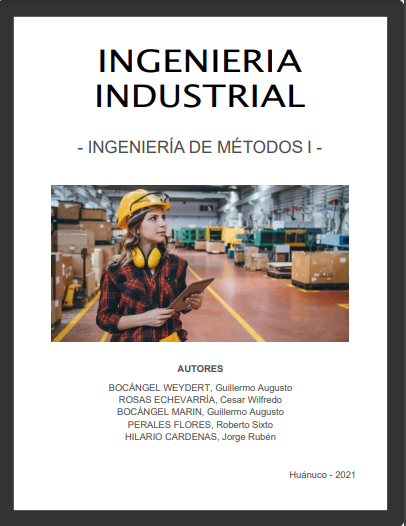 INGENIERIA
INDUSTRIAL
- INGENIERÍA DE MÉTODOS I -
AUTORES
BOCÁNGEL WEYDERT, Guillermo Augusto
ROSAS ECHEVARRÍA, Cesar Wilfredo
BOCÁNGEL MARIN, Guillermo Augusto
PERALES FLORES, Roberto Sixto
HILARIO CARDENAS, Jorge Rubén
Huánuco - 2021